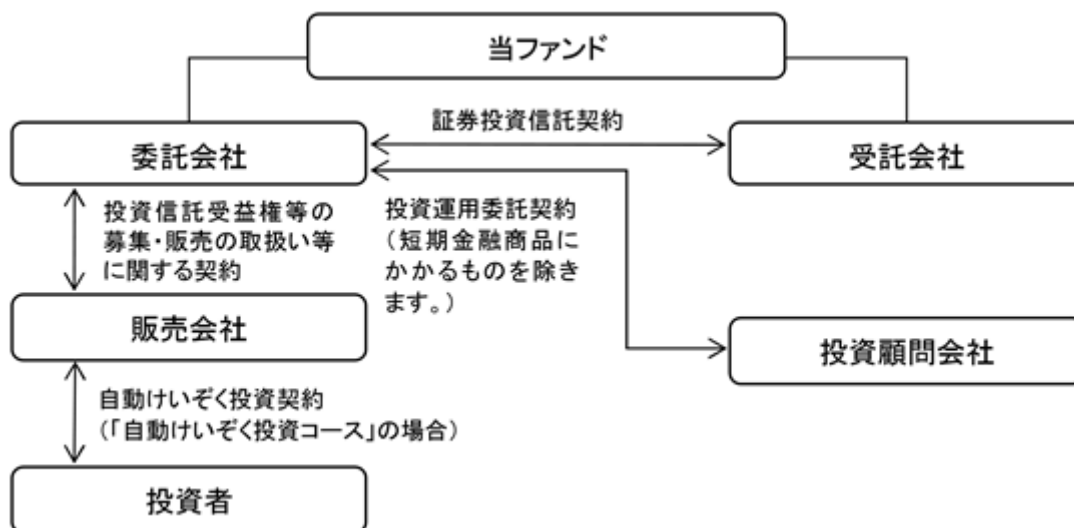 当ファンド
証券投資信託契約
委託会社
受託会社
投資信託受益権等の
募集・販売の取扱い等
に関する契約
投資運用委託契約
（短期金融商品に
かかるものを除き
ます。）
販売会社
投資顧問会社
自動けいぞく投資契約
（「自動けいぞく投資コース」の場合）
投資者